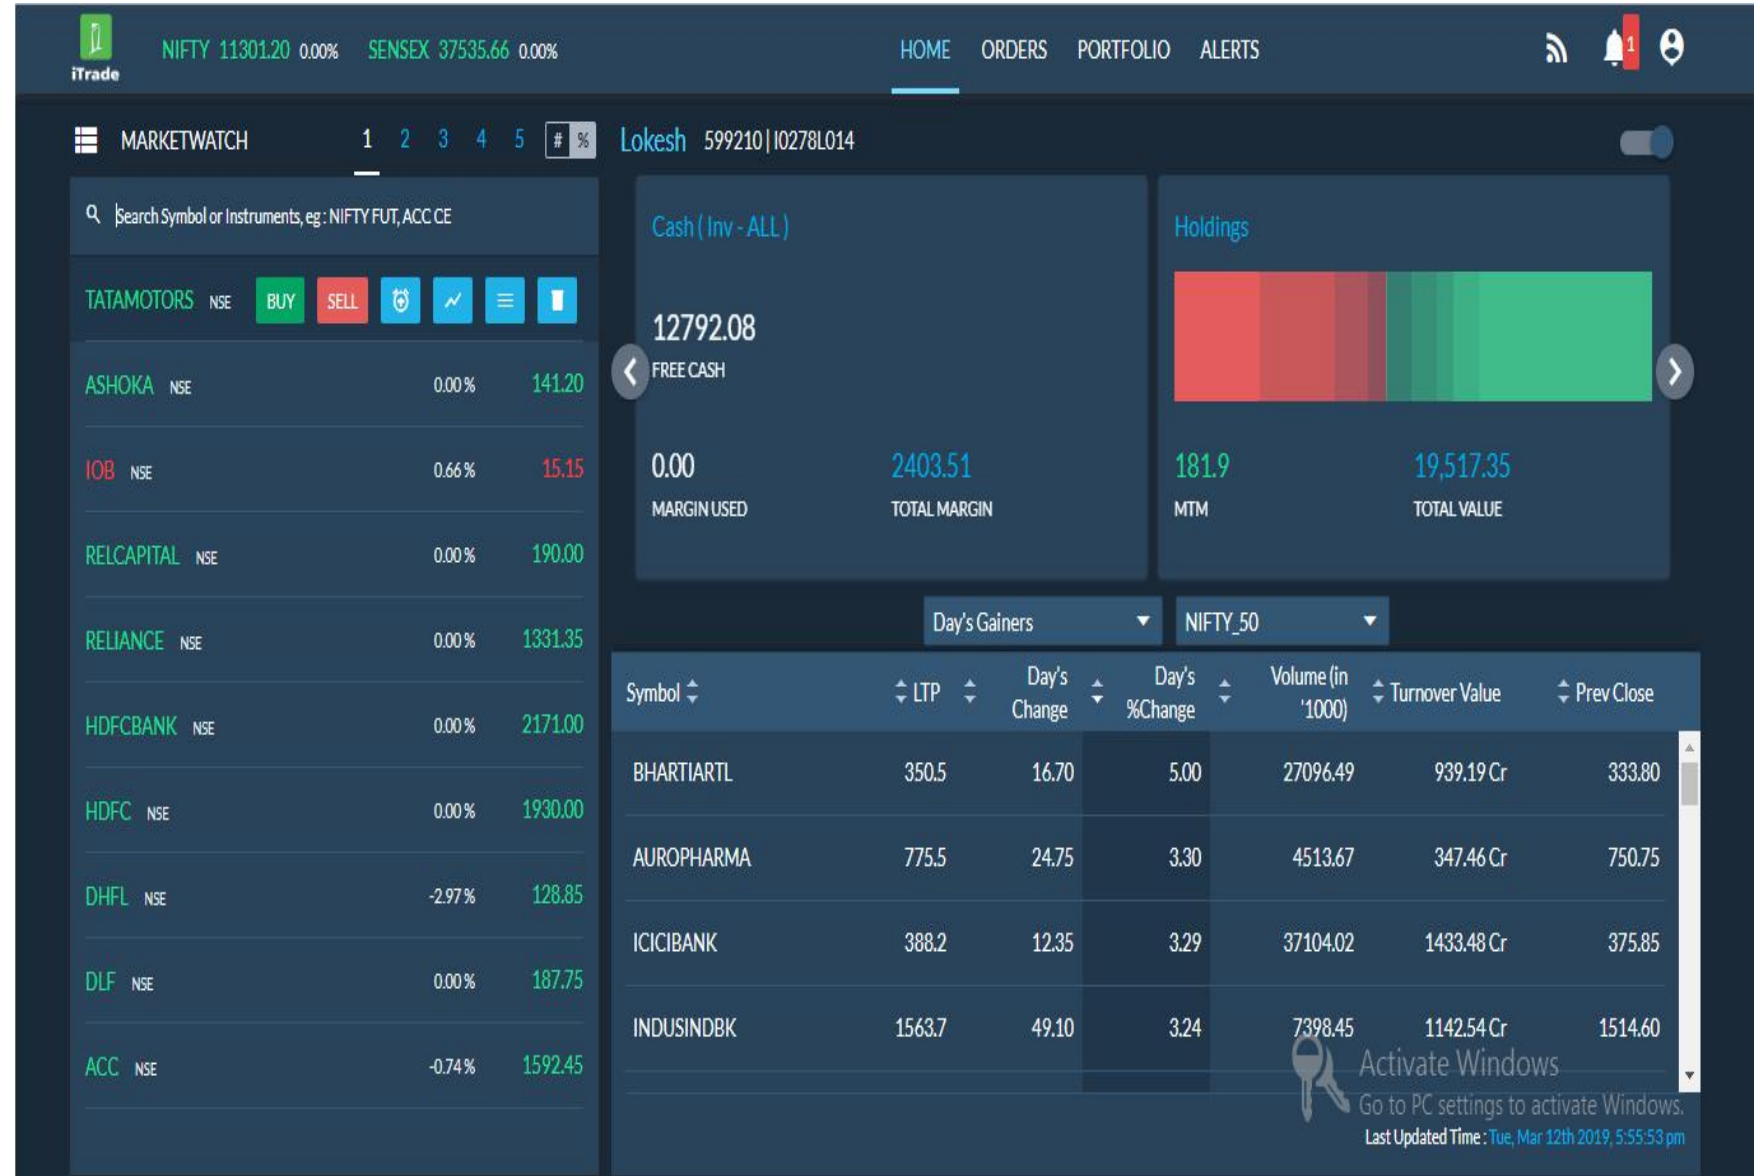 iTrade
NIFTY 11301.20 0.00% SENSEX 37535.66 0.00%
HOME ORDERS PORTFOLIO ALERTS
1
MARKETWATCH 1 2 3 4 5 # %
Search Symbol or Instruments, eg : NIFTY FUT, ACC CE
TATAMOTORS NSE BUY SELL
ASHOKA NSE 0.00 % 141.20
IOB NSE 0.66 % 15.15
RELCAPITAL NSE 0.00 % 190.00
RELIANCE NSE 0.00 % 1331.35
HDFCBANK NSE 0.00 % 2171.00
HDFC NSE 0.00 % 1930.00
DHFL NSE -2.97 % 128.85
DLF NSE 0.00 % 187.75
ACC NSE -0.74 % 1592.45
Lokesh 599210 | I0278L014
Cash ( Inv - ALL )
12792.08
FREE CASH
0.00 2403.51
MARGIN USED TOTAL MARGIN
Holdings
181.9 19,517.35
MTM TOTAL VALUE
Day's Gainers NIFTY_50
Symbol LTP Day's Change Day's %Change Volume (in '1000) Turnover Value Prev Close
BHARTIARTL 350.5 16.70 5.00 27096.49 939.19 Cr 333.80
AUROPHARMA 775.5 24.75 3.30 4513.67 347.46 Cr 750.75
ICICIBANK 388.2 12.35 3.29 37104.02 1433.48 Cr 375.85
INDUSINDBK 1563.7 49.10 3.24 7398.45 1142.54 Cr 1514.60
Activate Windows
Go to PC settings to activate Windows.
Last Updated Time : Tue, Mar 12th 2019, 5:55:53 pm